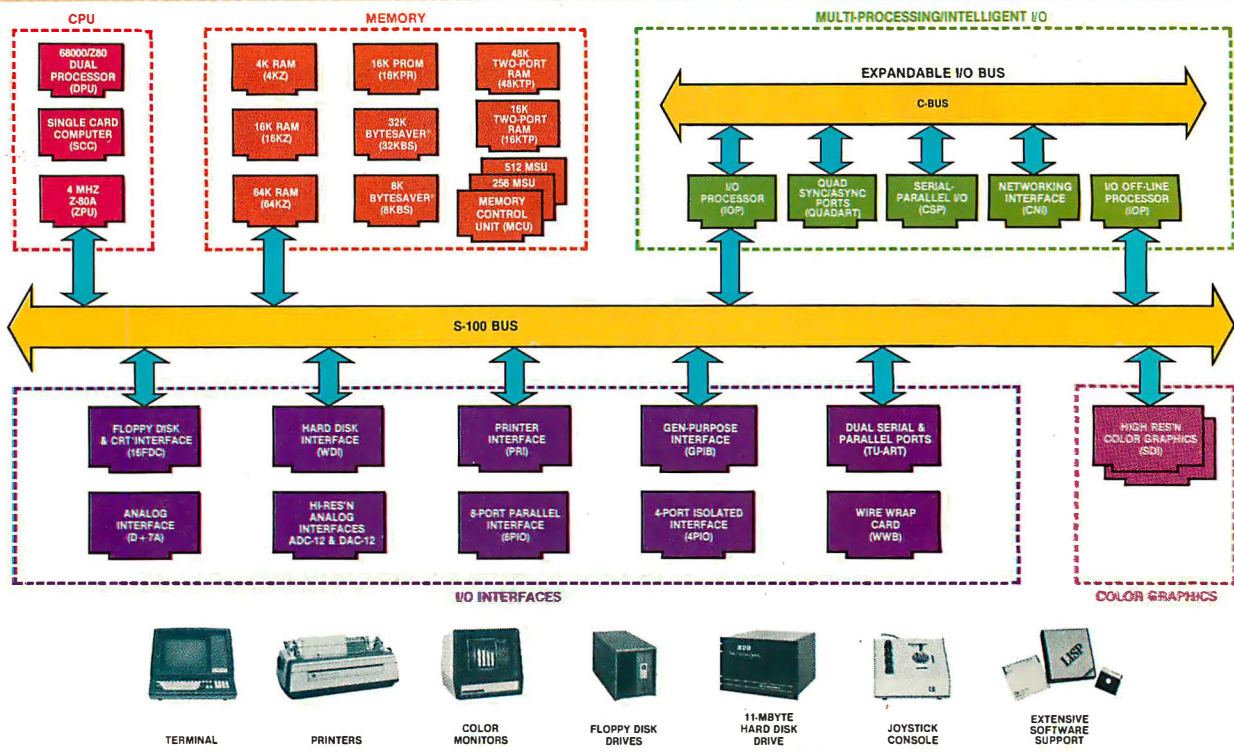 CPU
MEMORY
MULTI-PROCESSING/INTELLIGENT I/O
68000/Z80
DUAL
PROCESSOR
(DPU)
SINGLE CARD
COMPUTER
(SCC)
4 MHZ
Z-80A
(ZPU)
4K RAM
(4KZ)
16K PROM
(16KPR)
48K
TWO-PORT
RAM
(48KTP)
16K RAM
(16KZ)
32K
BYTESAVER®
(32KBS)
16K
TWO-PORT
RAM
(16KTP)
64K RAM
(64KZ)
8K
BYTESAVER®
(8KBS)
512 MSU
256 MSU
MEMORY
CONTROL
UNIT (MCU)
EXPANDABLE I/O BUS
C-BUS
I/O
PROCESSOR
(IOP)
QUAD
SYNC/ASYNC
PORTS
(QUADART)
SERIAL-
PARALLEL I/O
(CSP)
NETWORKING
INTERFACE
(CNI)
I/O OFF-LINE
PROCESSOR
(IOP)
S-100 BUS
FLOPPY DISK
& CRT INTERFACE
(16FDC)
HARD DISK
INTERFACE
(WDI)
PRINTER
INTERFACE
(PRI)
GEN-PURPOSE
INTERFACE
(GPIB)
DUAL SERIAL &
PARALLEL PORTS
(TU-ART)
HIGH RES'N
COLOR GRAPHICS
(SDI)
ANALOG
INTERFACE
(D + 7A)
HI-RES'N
ANALOG
INTERFACES
ADC-12 & DAC-12
8-PORT PARALLEL
INTERFACE
(8PIO)
4-PORT ISOLATED
INTERFACE
(4PIO)
WIRE WRAP
CARD
(WWB)
I/O INTERFACES
COLOR GRAPHICS
LISP
TERMINAL
PRINTERS
COLOR
MONITORS
FLOPPY DISK
DRIVES
11-MBYTE
HARD DISK
DRIVE
JOYSTICK
CONSOLE
EXTENSIVE
SOFTWARE
SUPPORT